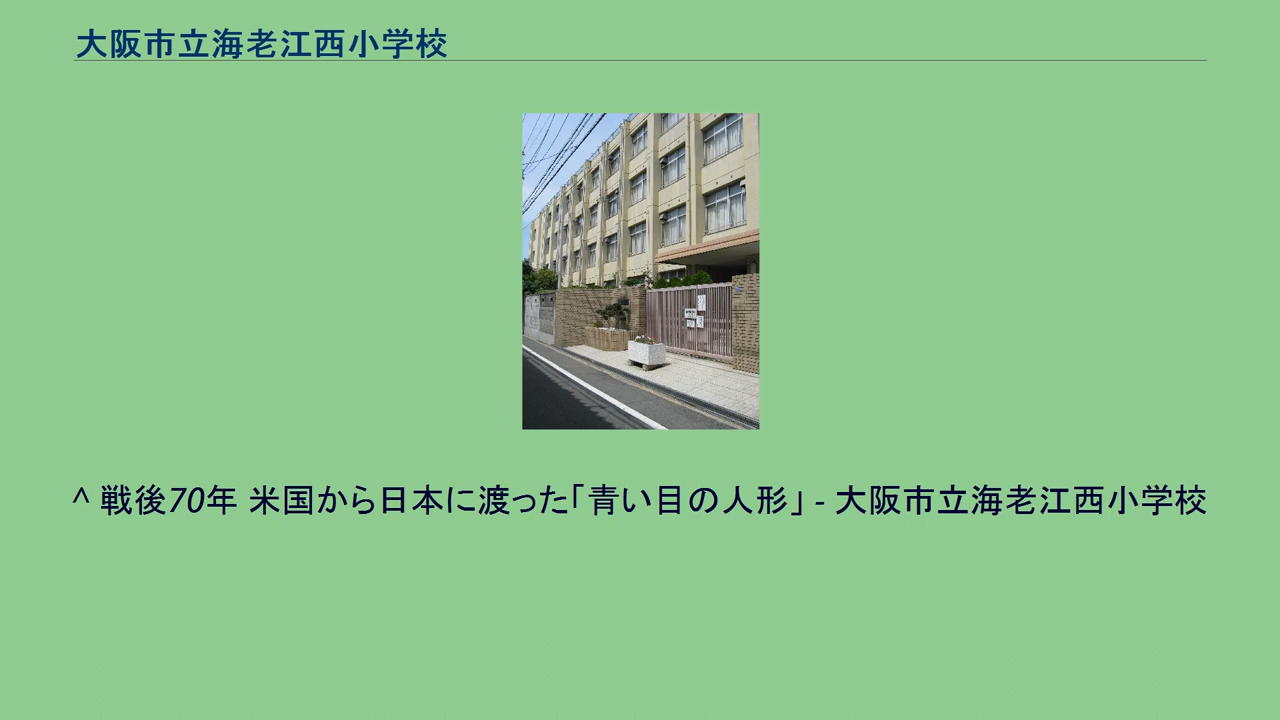 大阪市立海老江西小学校
^ 戦後70年 米国から日本に渡った「青い目の人形」 - 大阪市立海老江西小学校